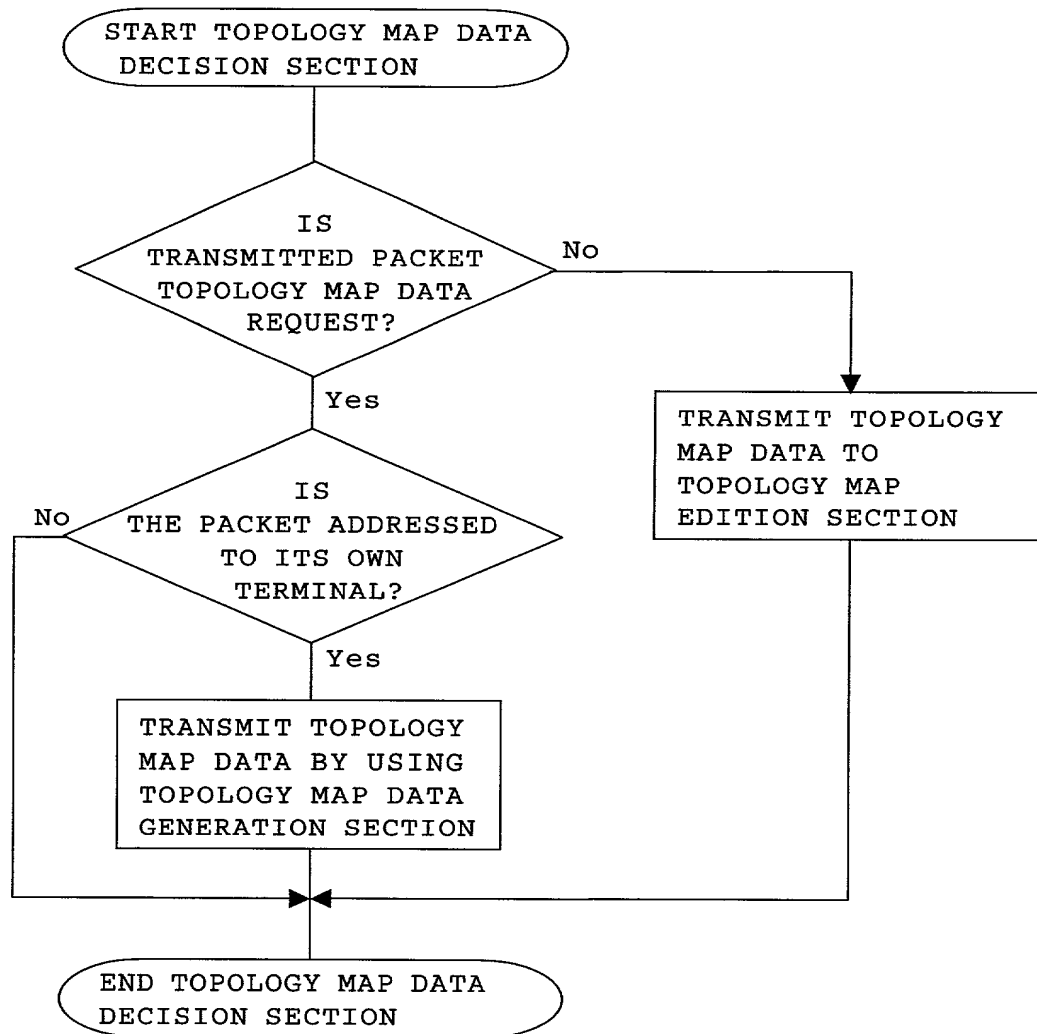 START TOPOLOGY MAP DATA
DECISION SECTION
IS
TRANSMITTED PACKET
TOPOLOGY MAP DATA
REQUEST?
No
Yes
TRANSMIT TOPOLOGY
MAP DATA TO
TOPOLOGY MAP
EDITION SECTION
IS
THE PACKET ADDRESSED
TO ITS OWN
TERMINAL?
No
Yes
TRANSMIT TOPOLOGY
MAP DATA BY USING
TOPOLOGY MAP DATA
GENERATION SECTION
END TOPOLOGY MAP DATA
DECISION SECTION